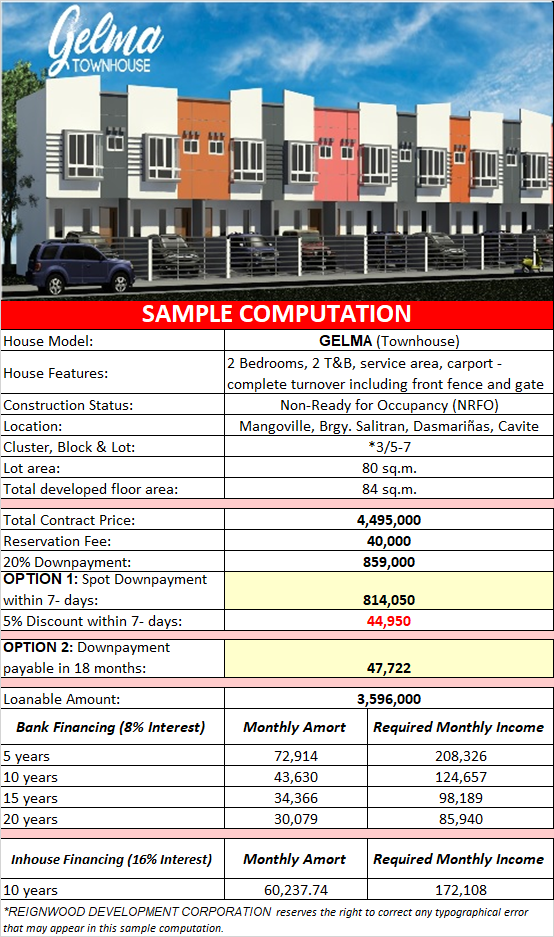 Gelma
TOWNHOUSE
SAMPLE COMPUTATION
House Model: GELMA (Townhouse)
House Features: 2 Bedrooms, 2 T&B, service area, carport -
complete turnover including front fence and gate
Construction Status: Non-Ready for Occupancy (NRFO)
Location: Mangoville, Brgy. Salitran, Dasmariñas, Cavite
Cluster, Block & Lot: *3/5-7
Lot area: 80 sq.m.
Total developed floor area: 84 sq.m.
Total Contract Price: 4,495,000
Reservation Fee: 40,000
20% Downpayment: 859,000
OPTION 1: Spot Downpayment
within 7- days: 814,050
5% Discount within 7- days: 44,950
OPTION 2: Downpayment
payable in 18 months: 47,722
Loanable Amount: 3,596,000
Bank Financing (8% Interest) Monthly Amort Required Monthly Income
5 years 72,914 208,326
10 years 43,630 124,657
15 years 34,366 98,189
20 years 30,079 85,940
Inhouse Financing (16% Interest) Monthly Amort Required Monthly Income
10 years 60,237.74 172,108
*REIGNWOOD DEVELOPMENT CORPORATION reserves the right to correct any typographical error
that may appear in this sample computation.